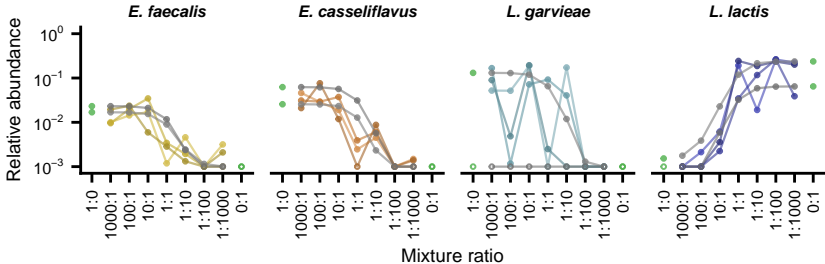 E. faecalis E. casseliflavus L. garvieae L. lactis
Relative abundance
10⁰
10⁻¹
10⁻²
10⁻³
1:0 1000:1 100:1 10:1 1:1 1:10 1:100 1:1000 0:1
1:0 1000:1 100:1 10:1 1:1 1:10 1:100 1:1000 0:1
1:0 1000:1 100:1 10:1 1:1 1:10 1:100 1:1000 0:1
1:0 1000:1 100:1 10:1 1:1 1:10 1:100 1:1000 0:1
Mixture ratio